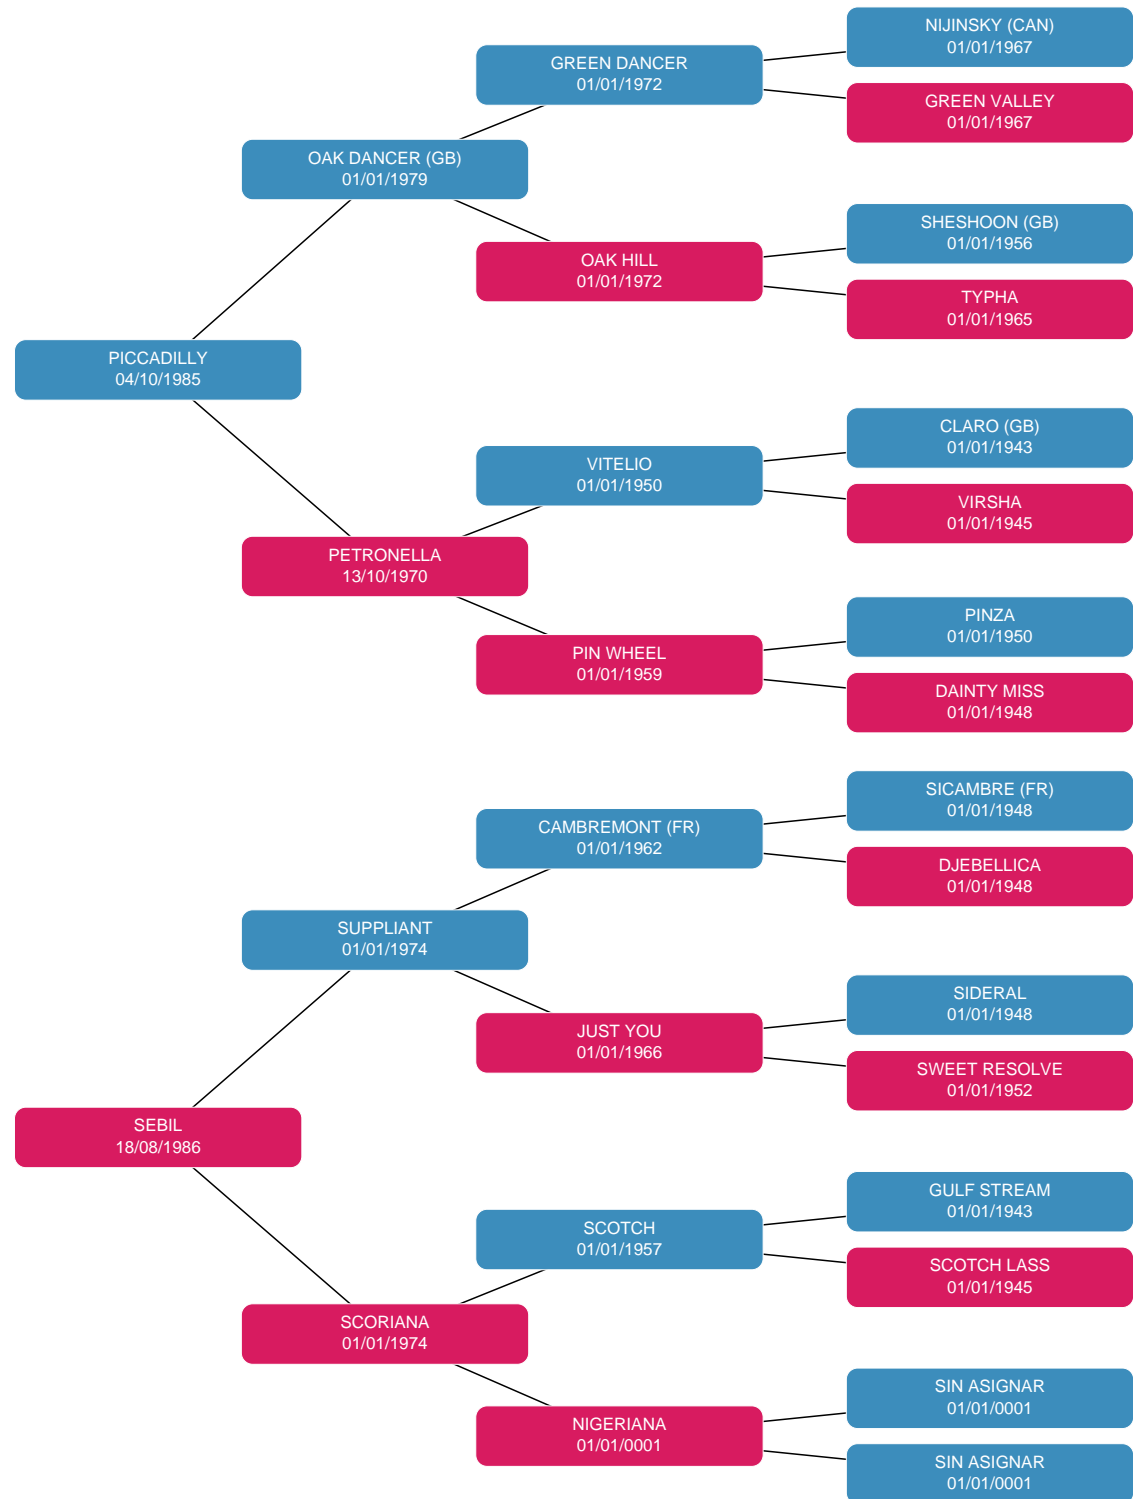 NIJINSKY (CAN)
01/01/1967
GREEN DANCER
01/01/1972
GREEN VALLEY
01/01/1967
OAK DANCER (GB)
01/01/1979
SHESHOON (GB)
01/01/1956
OAK HILL
01/01/1972
TYPHA
01/01/1965
PICCADILLY
04/10/1985
CLARO (GB)
01/01/1943
VITELIO
01/01/1950
VIRSHA
01/01/1945
PETRONELLA
13/10/1970
PINZA
01/01/1950
PIN WHEEL
01/01/1959
DAINTY MISS
01/01/1948
SICAMBRE (FR)
01/01/1948
CAMBREMONT (FR)
01/01/1962
DJEBELLICA
01/01/1948
SUPPLIANT
01/01/1974
SIDERAL
01/01/1948
JUST YOU
01/01/1966
SWEET RESOLVE
01/01/1952
SEBIL
18/08/1986
GULF STREAM
01/01/1943
SCOTCH
01/01/1957
SCOTCH LASS
01/01/1945
SCORIANA
01/01/1974
SIN ASIGNAR
01/01/0001
NIGERIANA
01/01/0001
SIN ASIGNAR
01/01/0001